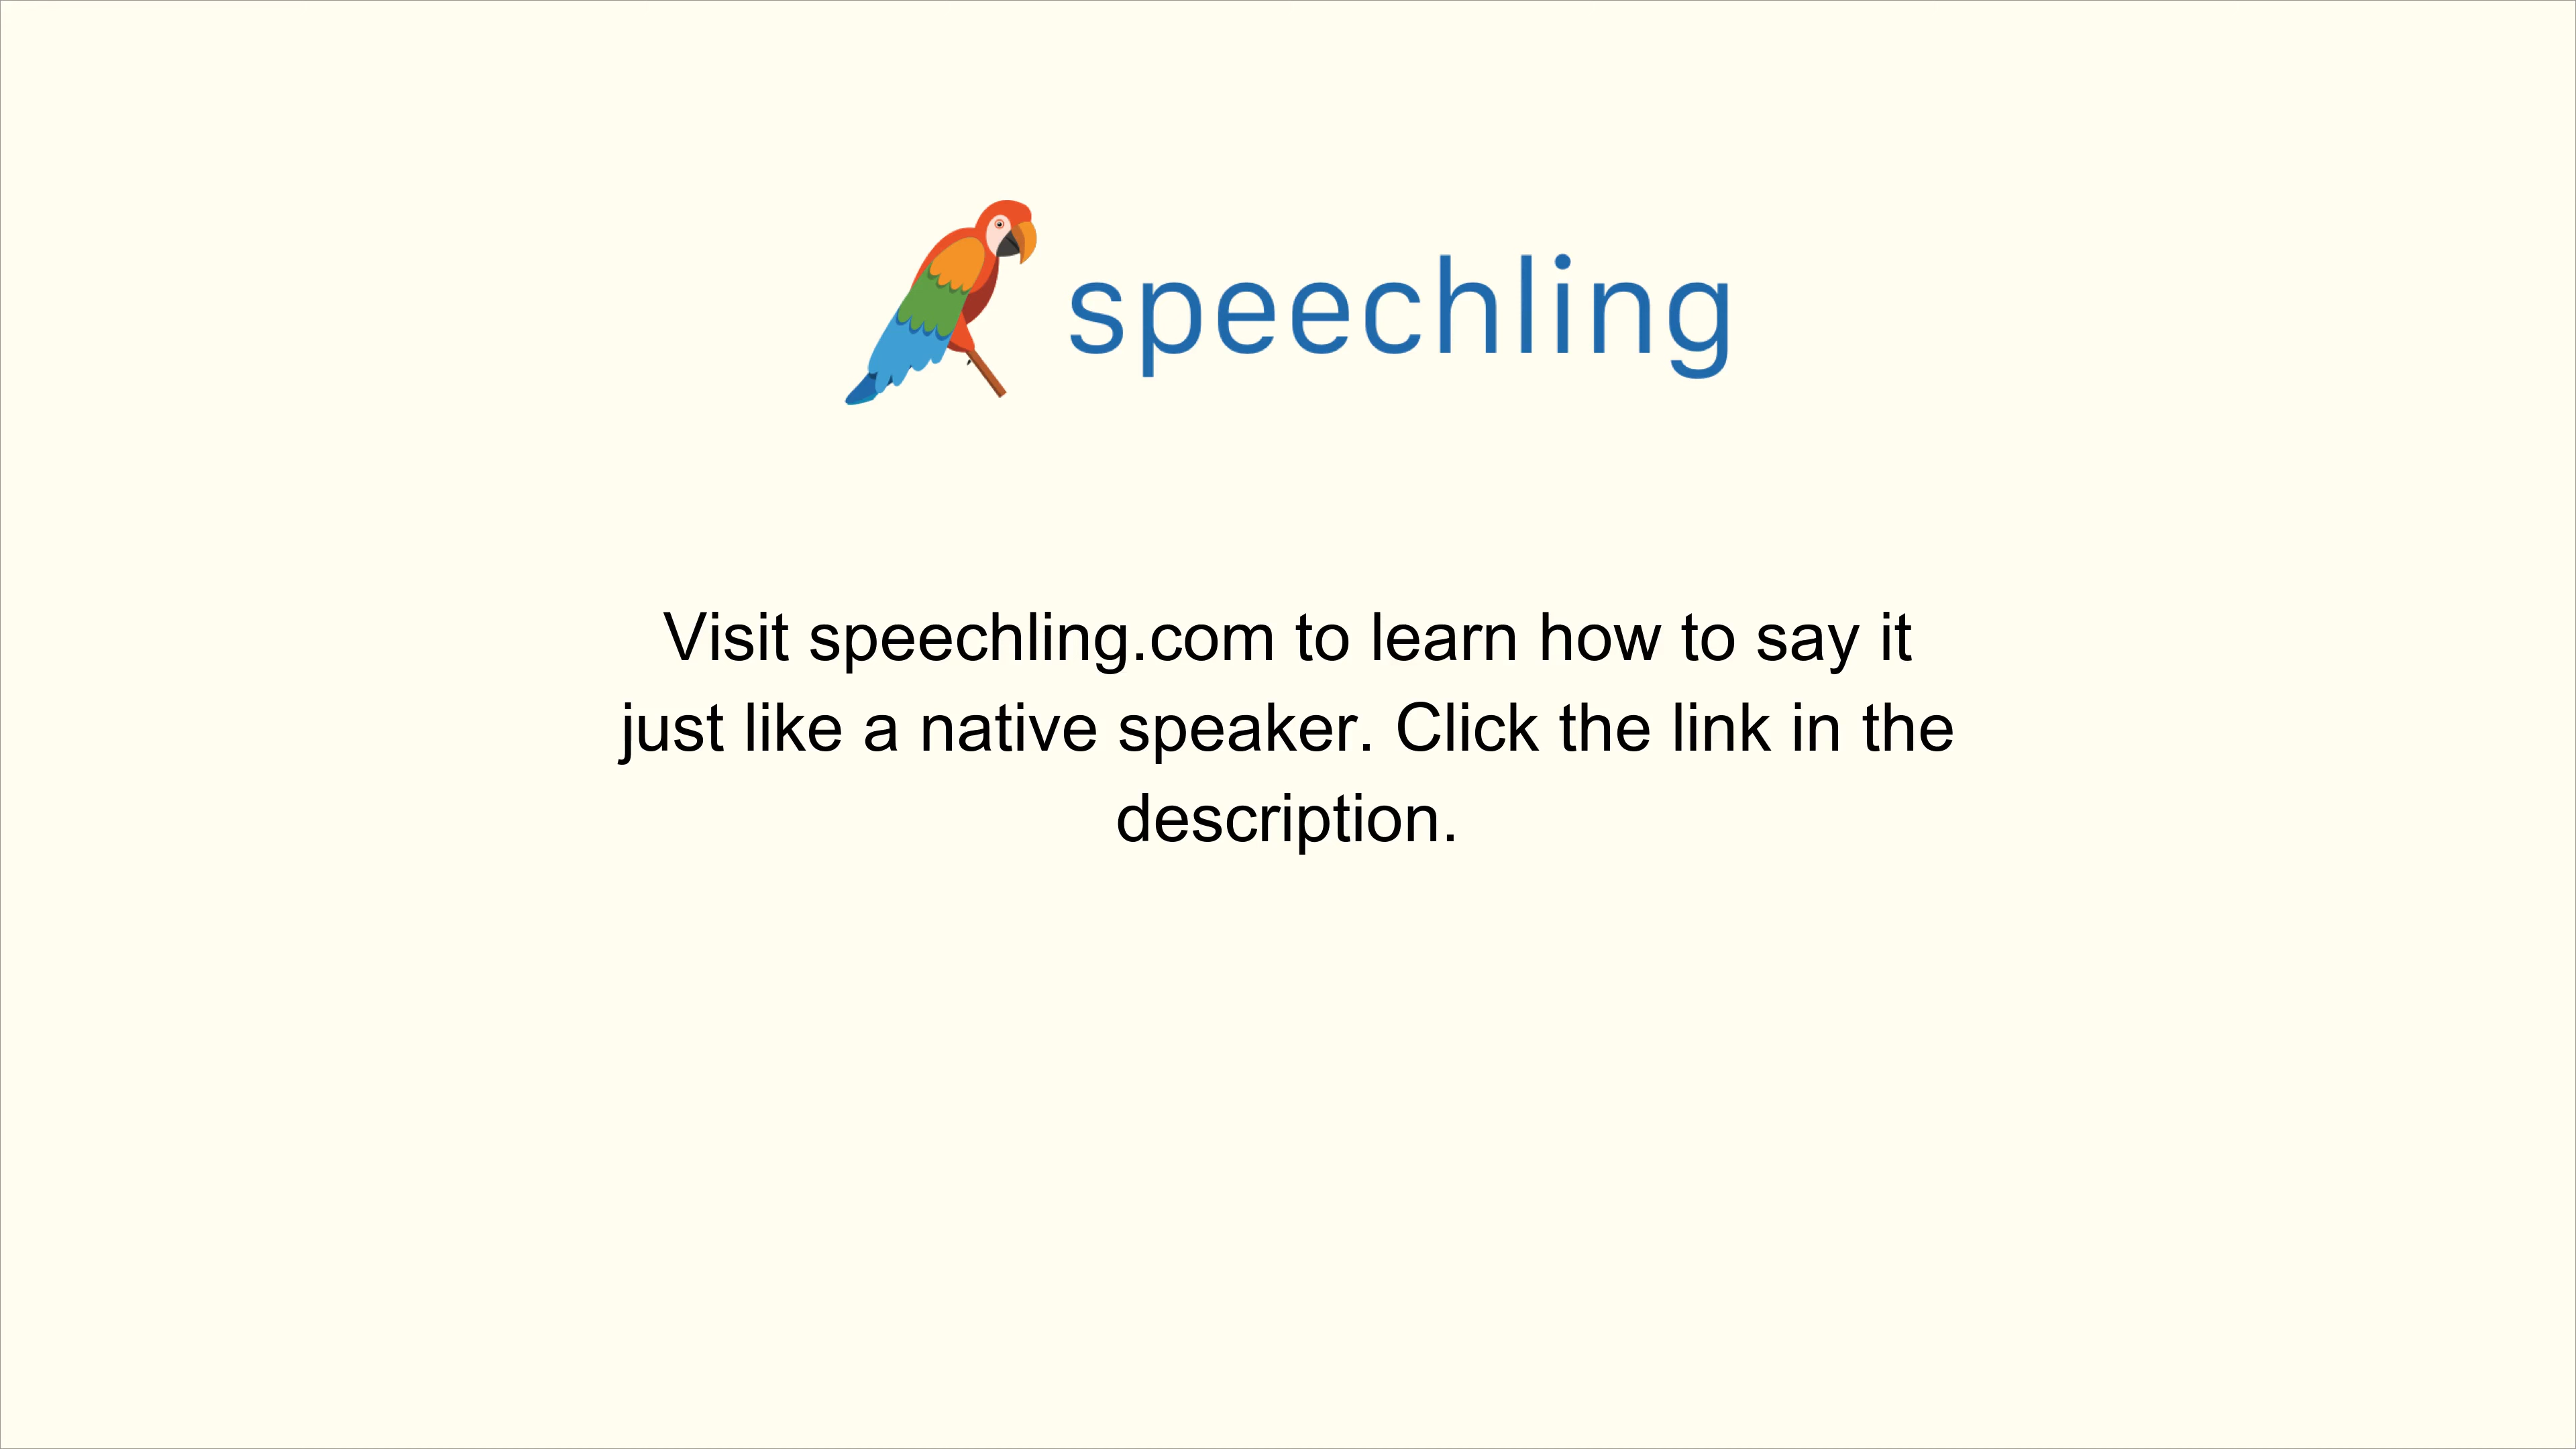 speechling
Visit speechling.com to learn how to say it
just like a native speaker. Click the link in the
description.